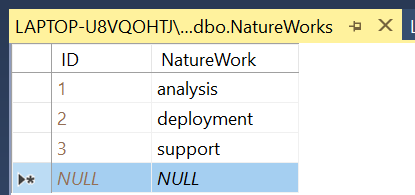 LAPTOP-U8VQOHTJ\...dbo.NatureWorks
ID NatureWork
1 analysis
2 deployment
3 support
NULL NULL